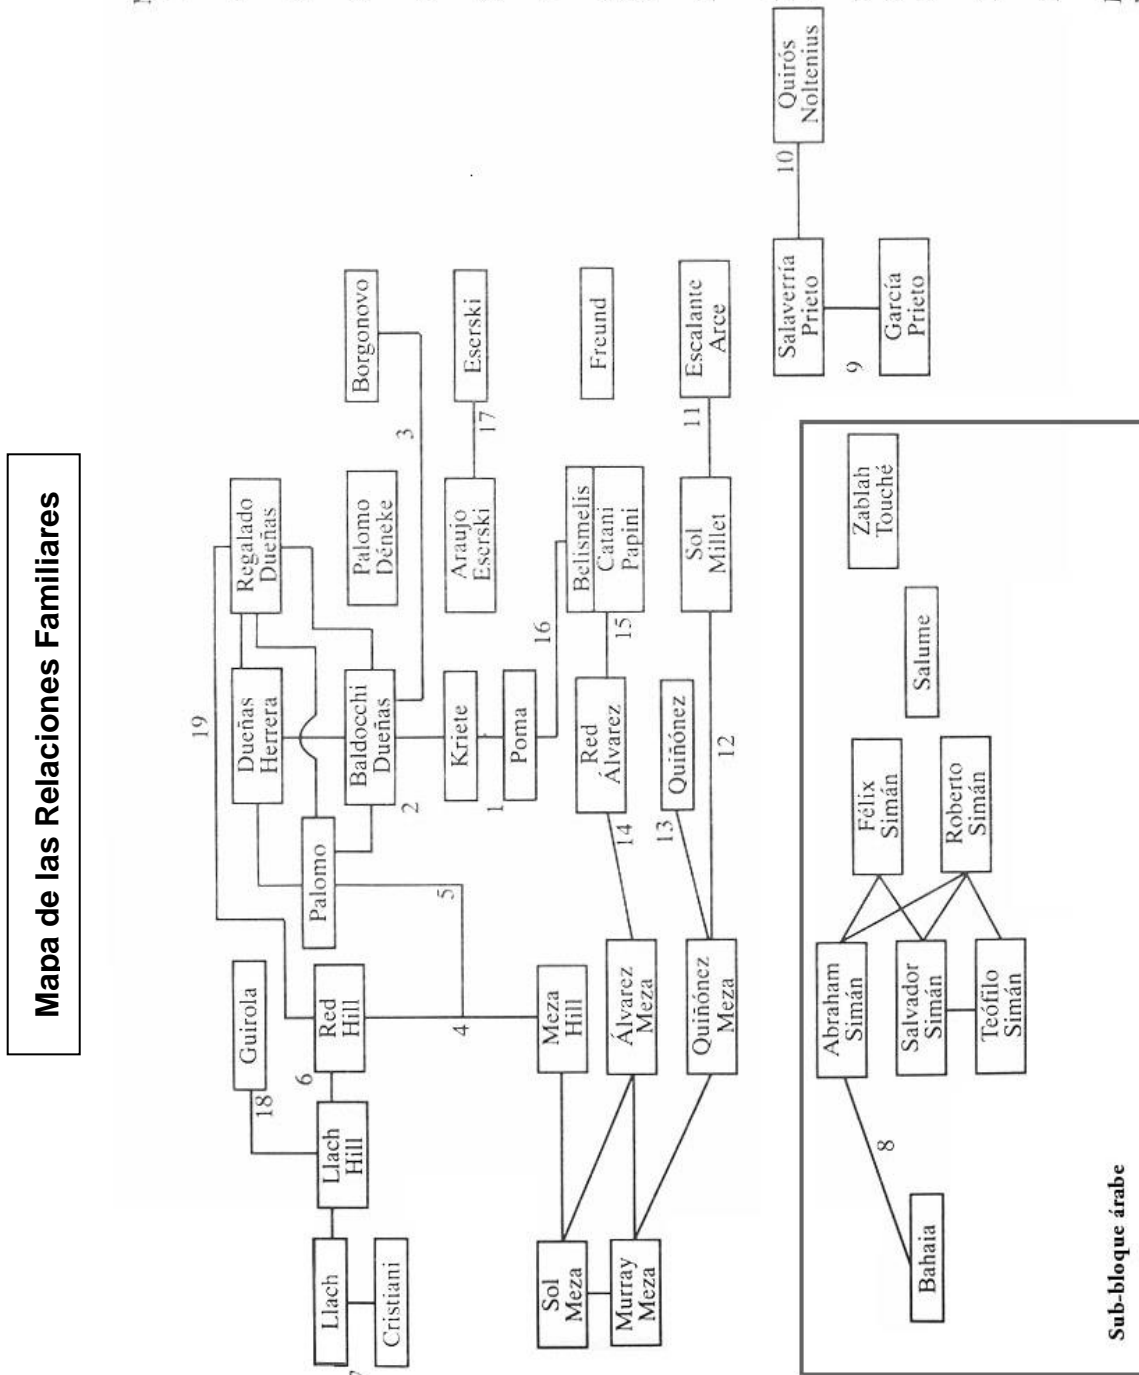 Mapa de las Relaciones Familiares
19
Guirola
Dueñas
Herrera
Regalado
Dueñas
18
6
Llach
Llach
Hill
Red
Hill
Palomo
7
Cristiani
Baldocchi
Dueñas
Palomo
Déneke
Borgonovo
2
3
5
4
Kriete
Araujo
Eserski
Eserski
17
1
Poma
16
Sol
Meza
Meza
Hill
Belismelis
Catani
Papini
Red
Álvarez
Freund
14
15
Murray
Meza
Álvarez
Meza
13
Quiñónez
Quiñónez
Meza
Sol
Millet
11
Escalante
Arce
12
Salaverría
Prieto
10
Quirós
Noltenius
9
García
Prieto
Abraham
Simán
Félix
Simán
Zablah
Touché
8
Bahaia
Salvador
Simán
Salume
Roberto
Simán
Teófilo
Simán
Sub-bloque árabe